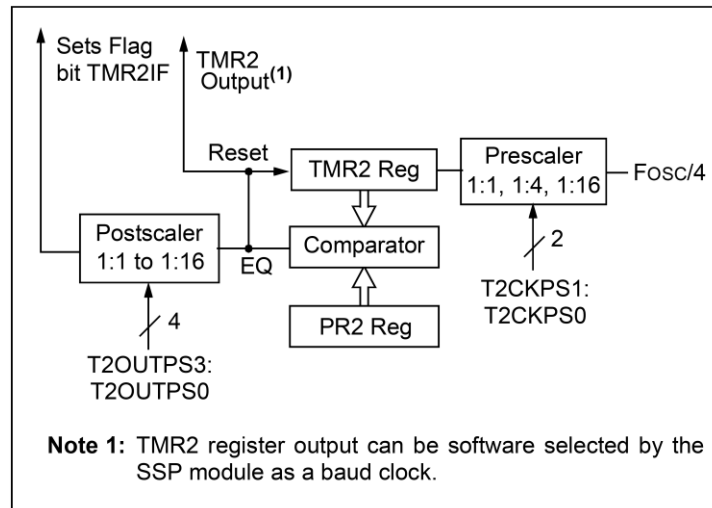 Sets Flag
bit TMR2IF
TMR2
Output(1)
Reset
TMR2 Reg
Prescaler
1:1, 1:4, 1:16
FOSC/4
Postscaler
1:1 to 1:16
EQ
Comparator
2
T2CKPS1:
T2CKPS0
4
PR2 Reg
T2OUTPS3:
T2OUTPS0
Note 1: TMR2 register output can be software selected by the
SSP module as a baud clock.